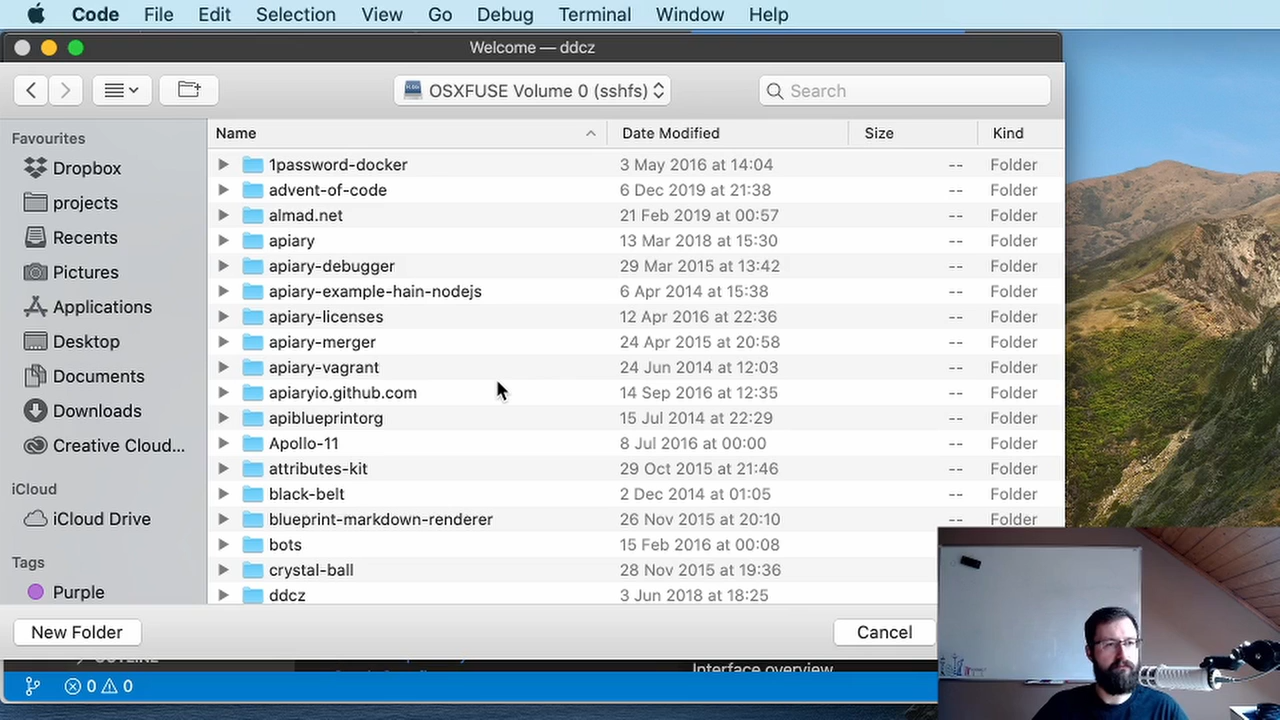 Code File Edit Selection View Go Debug Terminal Window Help
Welcome — ddcz
OSXFUSE Volume 0 (sshfs) Search
Favourites
Dropbox
projects
Recents
Pictures
Applications
Desktop
Documents
Downloads
Creative Cloud...
iCloud
iCloud Drive
Tags
Purple
Name Date Modified Size Kind
1password-docker 3 May 2016 at 14:04 -- Folder
advent-of-code 6 Dec 2019 at 21:38 -- Folder
almad.net 21 Feb 2019 at 00:57 -- Folder
apiary 13 Mar 2018 at 15:30 -- Folder
apiary-debugger 29 Mar 2015 at 13:42 -- Folder
apiary-example-hain-nodejs 6 Apr 2014 at 15:38 -- Folder
apiary-licenses 12 Apr 2016 at 22:36 -- Folder
apiary-merger 24 Apr 2015 at 20:58 -- Folder
apiary-vagrant 24 Jun 2014 at 12:03 -- Folder
apiaryio.github.com 14 Sep 2016 at 12:35 -- Folder
apiblueprintorg 15 Jul 2014 at 22:29 -- Folder
Apollo-11 8 Jul 2016 at 00:00 -- Folder
attributes-kit 29 Oct 2015 at 21:46 -- Folder
black-belt 2 Dec 2014 at 01:05 -- Folder
blueprint-markdown-renderer 26 Nov 2015 at 20:10 -- Folder
bots 15 Feb 2016 at 00:08
crystal-ball 28 Nov 2015 at 19:36
ddcz 3 Jun 2018 at 18:25
New Folder Cancel
OUTLINE
Interface overview
0 0